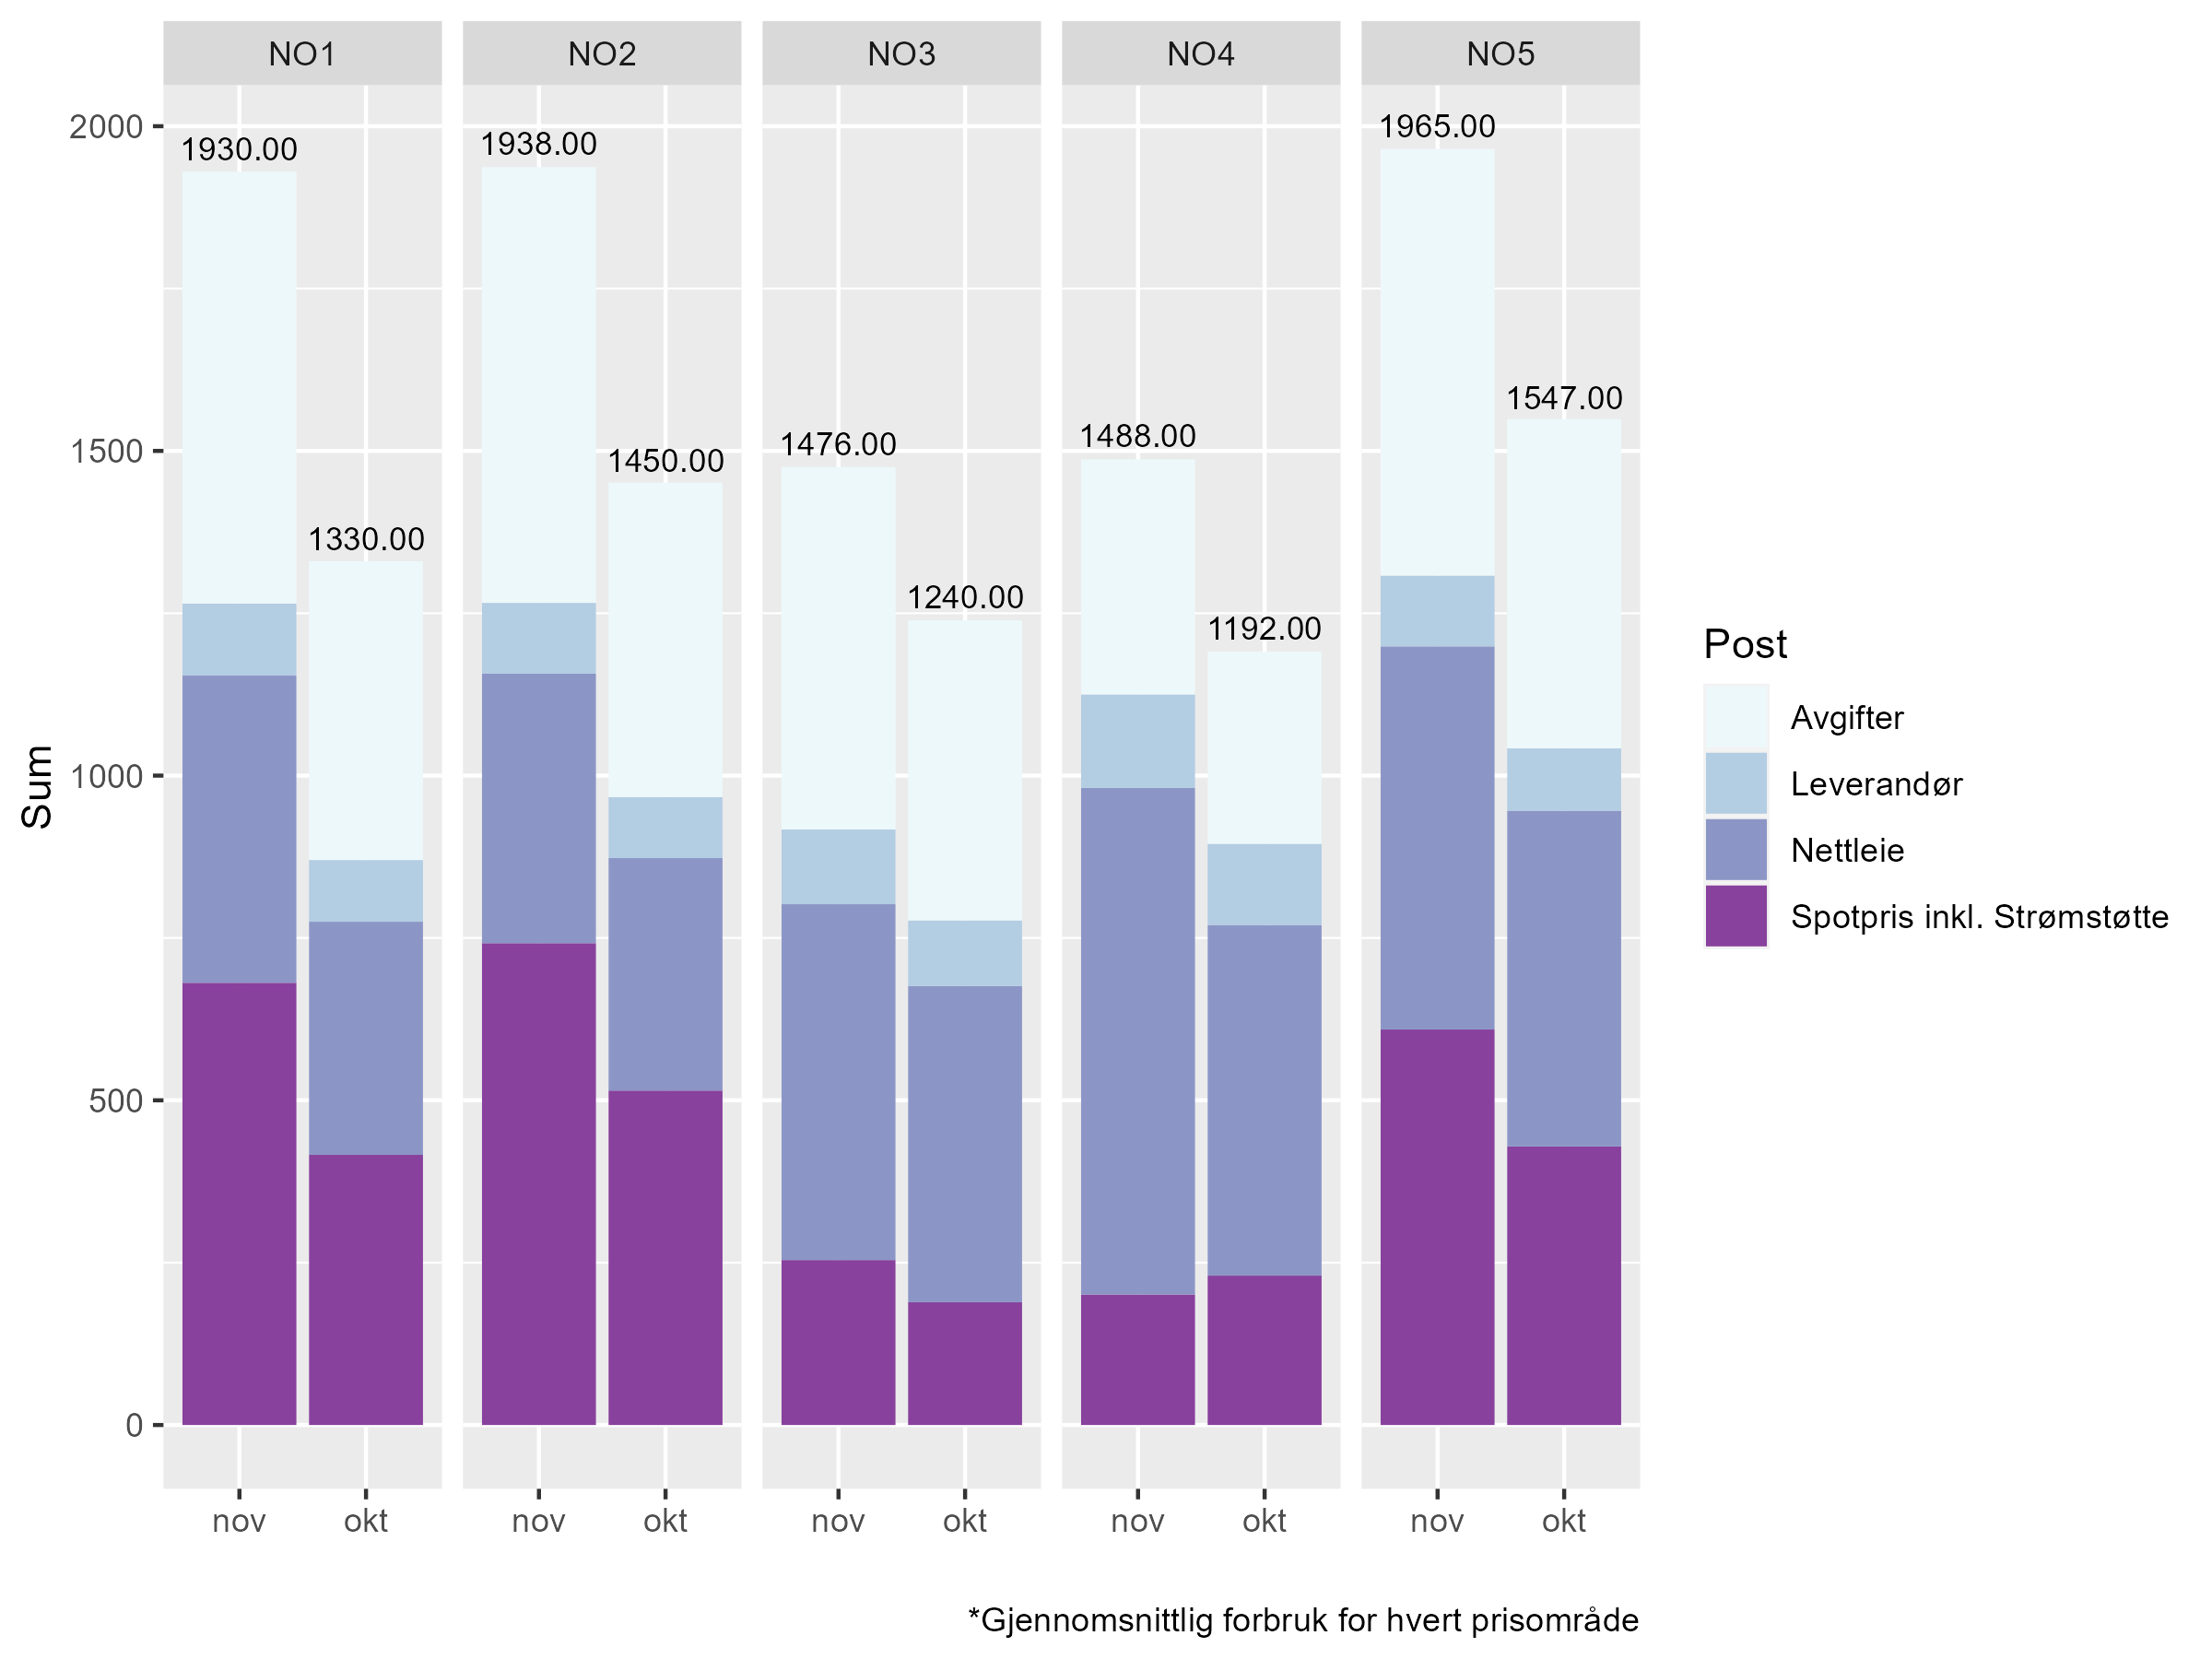 NO1 NO2 NO3 NO4 NO5
2000
1930.00 1938.00 1965.00
1547.00
1500
1450.00 1476.00 1488.00
1330.00
1240.00
1192.00
1000
500
0
Sum
nov okt nov okt nov okt nov okt nov okt
Post
Avgifter
Leverandør
Nettleie
Spotpris inkl. Strømstøtte
*Gjennomsnittlig forbruk for hvert prisområde